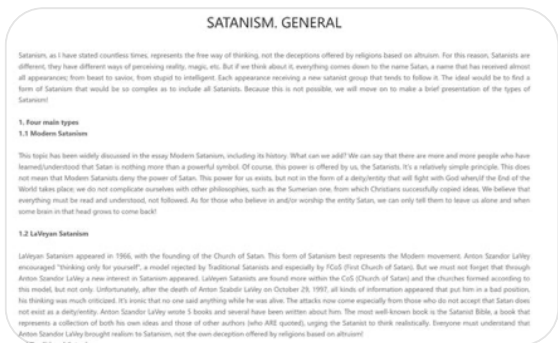 SATANISM. GENERAL
Satanism, as I have stated countless times, represents the free way of thinking, not the deceptions offered by religions based on altruism. For this reason, Satanists are
different, they have different ways of perceiving reality, magic, etc. But if we think about it, everything comes down to the name Satan, a name that has received almost
all appearances; from beast to savior, from stupid to intelligent. Each appearance receiving a new satanist group that tends to follow it. The ideal would be to find a
form of Satanism that would be so complex as to include all Satanists. Because this is not possible, we will move on to make a brief presentation of the types of
Satanism!
1. Four main types
1.1 Modern Satanism
This topic has been widely discussed in the essay Modern Satanism, including its history. What can we add? We can say that there are more and more people who have
learned/understood that Satan is nothing more than a powerful symbol. Of course, this power is offered by us, the Satanists. It's a relatively simple principle. This does
not mean that Modern Satanists deny the power of Satan. This power for us exists, but not in the form of a deity/entity that will fight with God when/if the End of the
World takes place; we do not complicate ourselves with other philosophies, such as the Sumerian one, from which Christians successfully copied ideas. We believe that
everything must be read and understood, not followed. As for those who believe in and/or worship the entity Satan, we can only tell them to leave us alone and when
some brain in that head grows to come back!
1.2 LaVeyan Satanism
LaVeyan Satanism appeared in 1966, with the founding of the Church of Satan. This form of Satanism best represents the Modern movement. Anton Szandor LaVey
encouraged "thinking only for yourself", a model rejected by Traditional Satanists and especially by FCoS (First Church of Satan). But we must not forget that through
Anton Szandor LaVey a new interest in Satanism appeared. LaVeyen Satanists are found more within the CoS (Church of Satan) and the churches formed according to
this model, but not only. Unfortunately, after the death of Anton Szabdir LaVey on October 29, 1997, all kinds of information appeared that put him in a bad position,
his thinking was much criticized. It's ironic that no one said anything while he was alive. The attacks now come especially from those who do not accept that Satan does
not exist as a deity/entity. Anton Szandor LaVey wrote 5 books and several have been written about him. The most well-known book is the Satanist Bible, a book that
represents a collection of both his own ideas and those of other authors (who ARE quoted), urging the Satanist to think realistically. Everyone must understand that
Anton Szandor LaVey brought realism to Satanism, not the own deception offered by religions based on altruism!